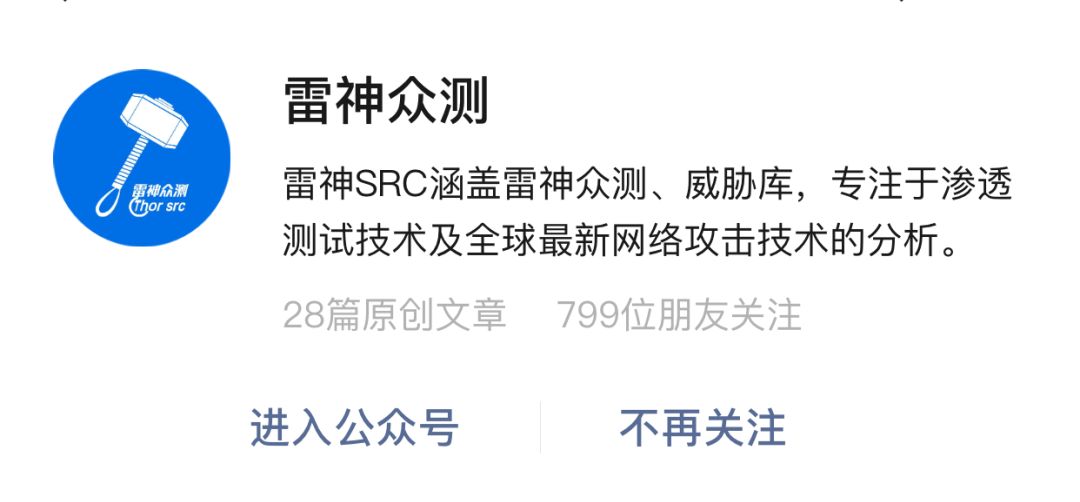 雷神众测
雷神众测
Thor src
雷神SRC涵盖雷神众测、威胁库，专注于渗透
测试技术及全球最新网络攻击技术的分析。
28篇原创文章 799位朋友关注
进入公众号 不再关注